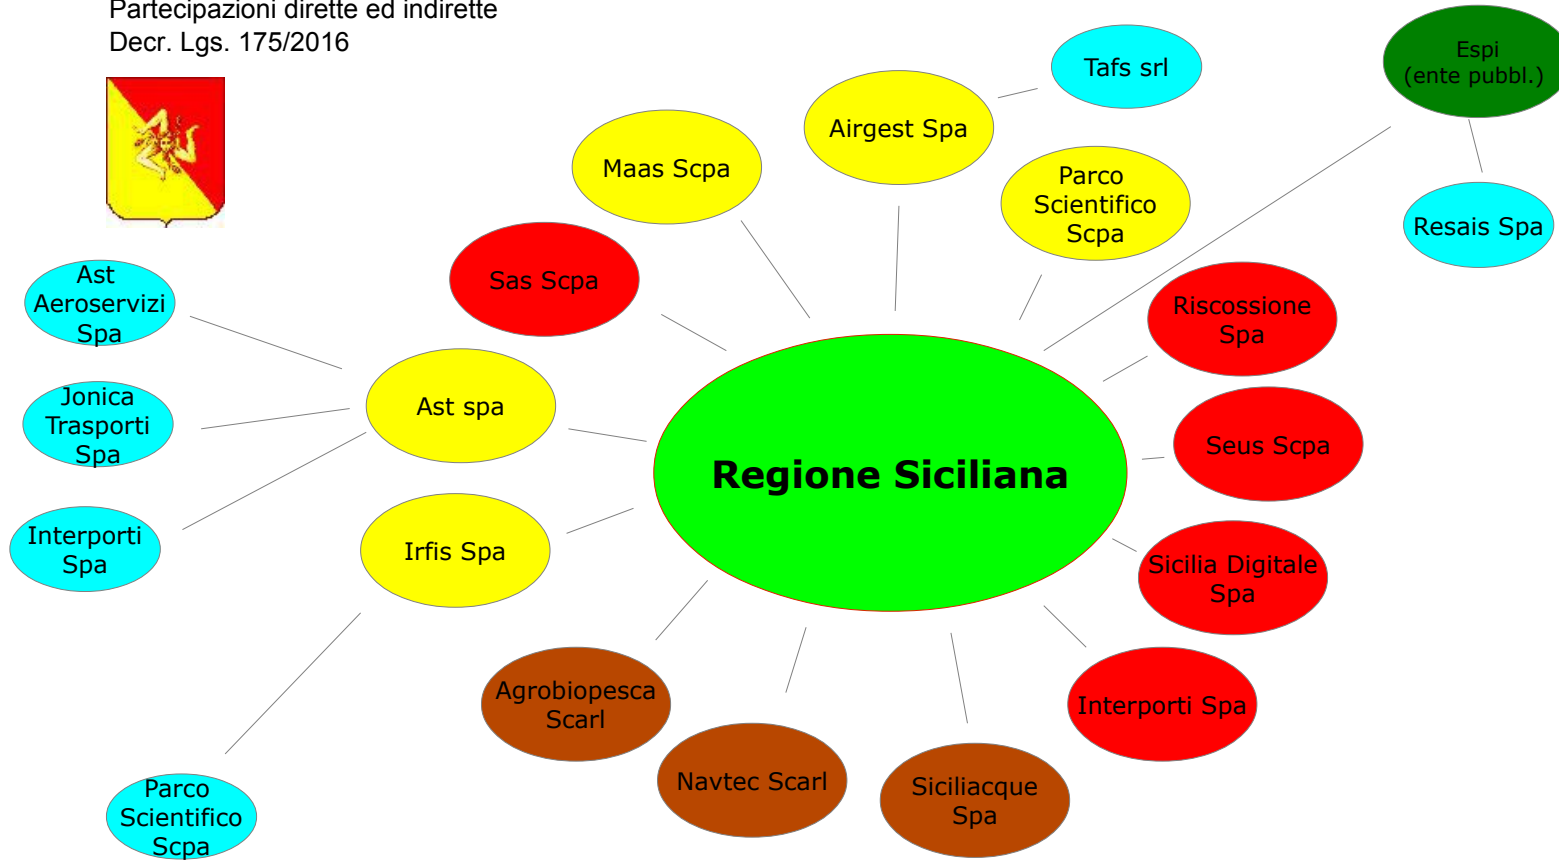 Partecipazioni dirette ed indirette
Decr. Lgs. 175/2016
Tafs srl
Espi
(ente pubbl.)
Airgest Spa
Maas Scpa
Parco
Scientifico
Scpa
Resais Spa
Sas Scpa
Ast
Aeroservizi
Spa
Riscossione
Spa
Jonica
Trasporti
Spa
Ast spa
Seus Scpa
Regione Siciliana
Interporti
Spa
Irfis Spa
Sicilia Digitale
Spa
Agrobiopesca
Scarl
Interporti Spa
Navtec Scarl
Siciliacque
Spa
Parco
Scientifico
Scpa